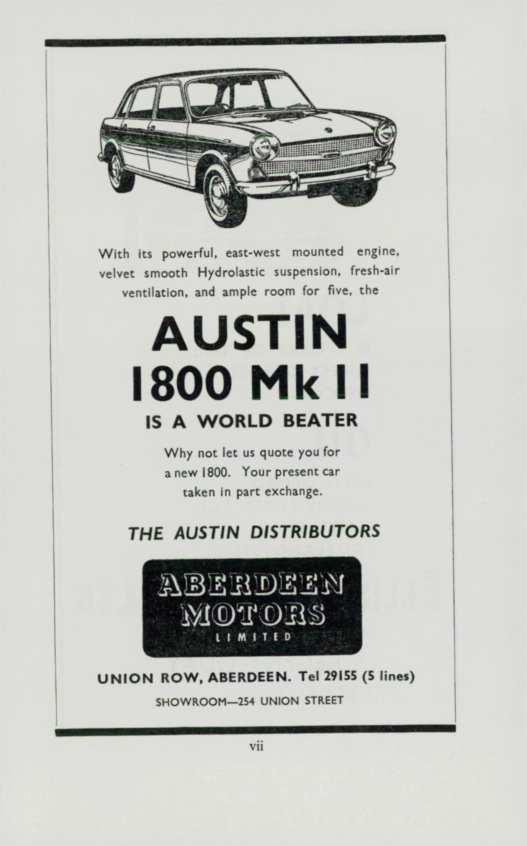 With its powerful, east-west mounted engine,
velvet smooth Hydrolastic suspension, fresh-air
ventilation, and ample room for five, the
AUSTIN
1800 Mk II
IS A WORLD BEATER
Why not let us quote you for
a new 1800. Your present car
taken in part exchange.
THE AUSTIN DISTRIBUTORS
ABERDEEN
MOTORS
LIMITED
UNION ROW, ABERDEEN. Tel 29155 (5 lines)
SHOWROOM—254 UNION STREET
vii